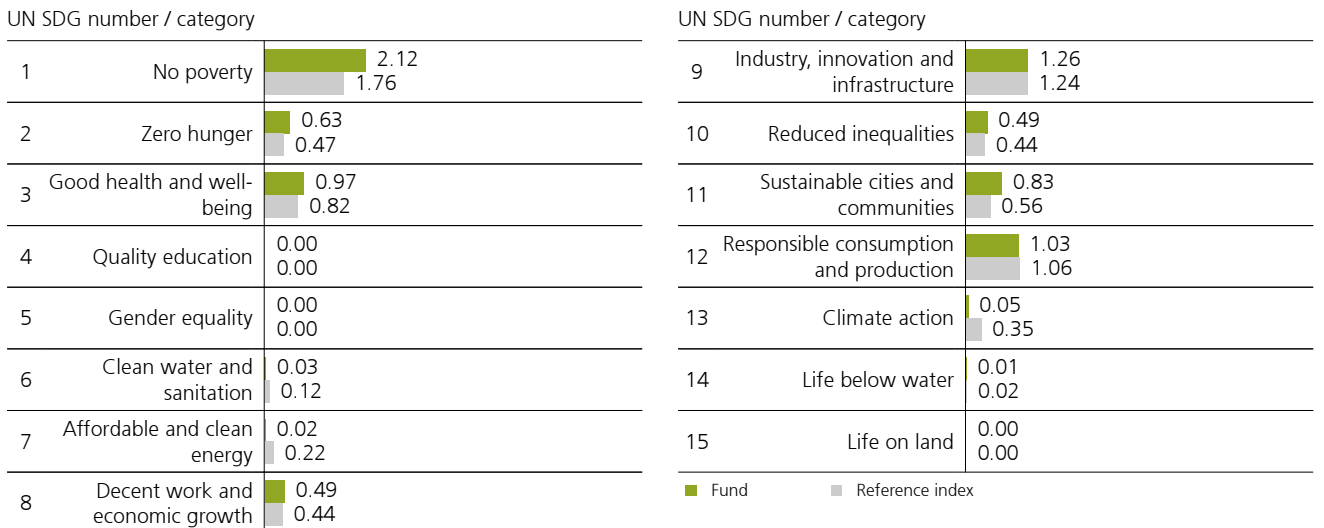 UN SDG number / category
1 No poverty 2.12
1.76
2 Zero hunger 0.63
0.47
3 Good health and well-
being 0.97
0.82
4 Quality education 0.00
0.00
5 Gender equality 0.00
0.00
6 Clean water and
sanitation 0.03
0.12
7 Affordable and clean
energy 0.02
0.22
8 Decent work and
economic growth 0.49
0.44
UN SDG number / category
9 Industry, innovation and
infrastructure 1.26
1.24
10 Reduced inequalities 0.49
0.44
11 Sustainable cities and
communities 0.83
0.56
12 Responsible consumption
and production 1.03
1.06
13 Climate action 0.05
0.35
14 Life below water 0.01
0.02
15 Life on land 0.00
0.00
Fund Reference index